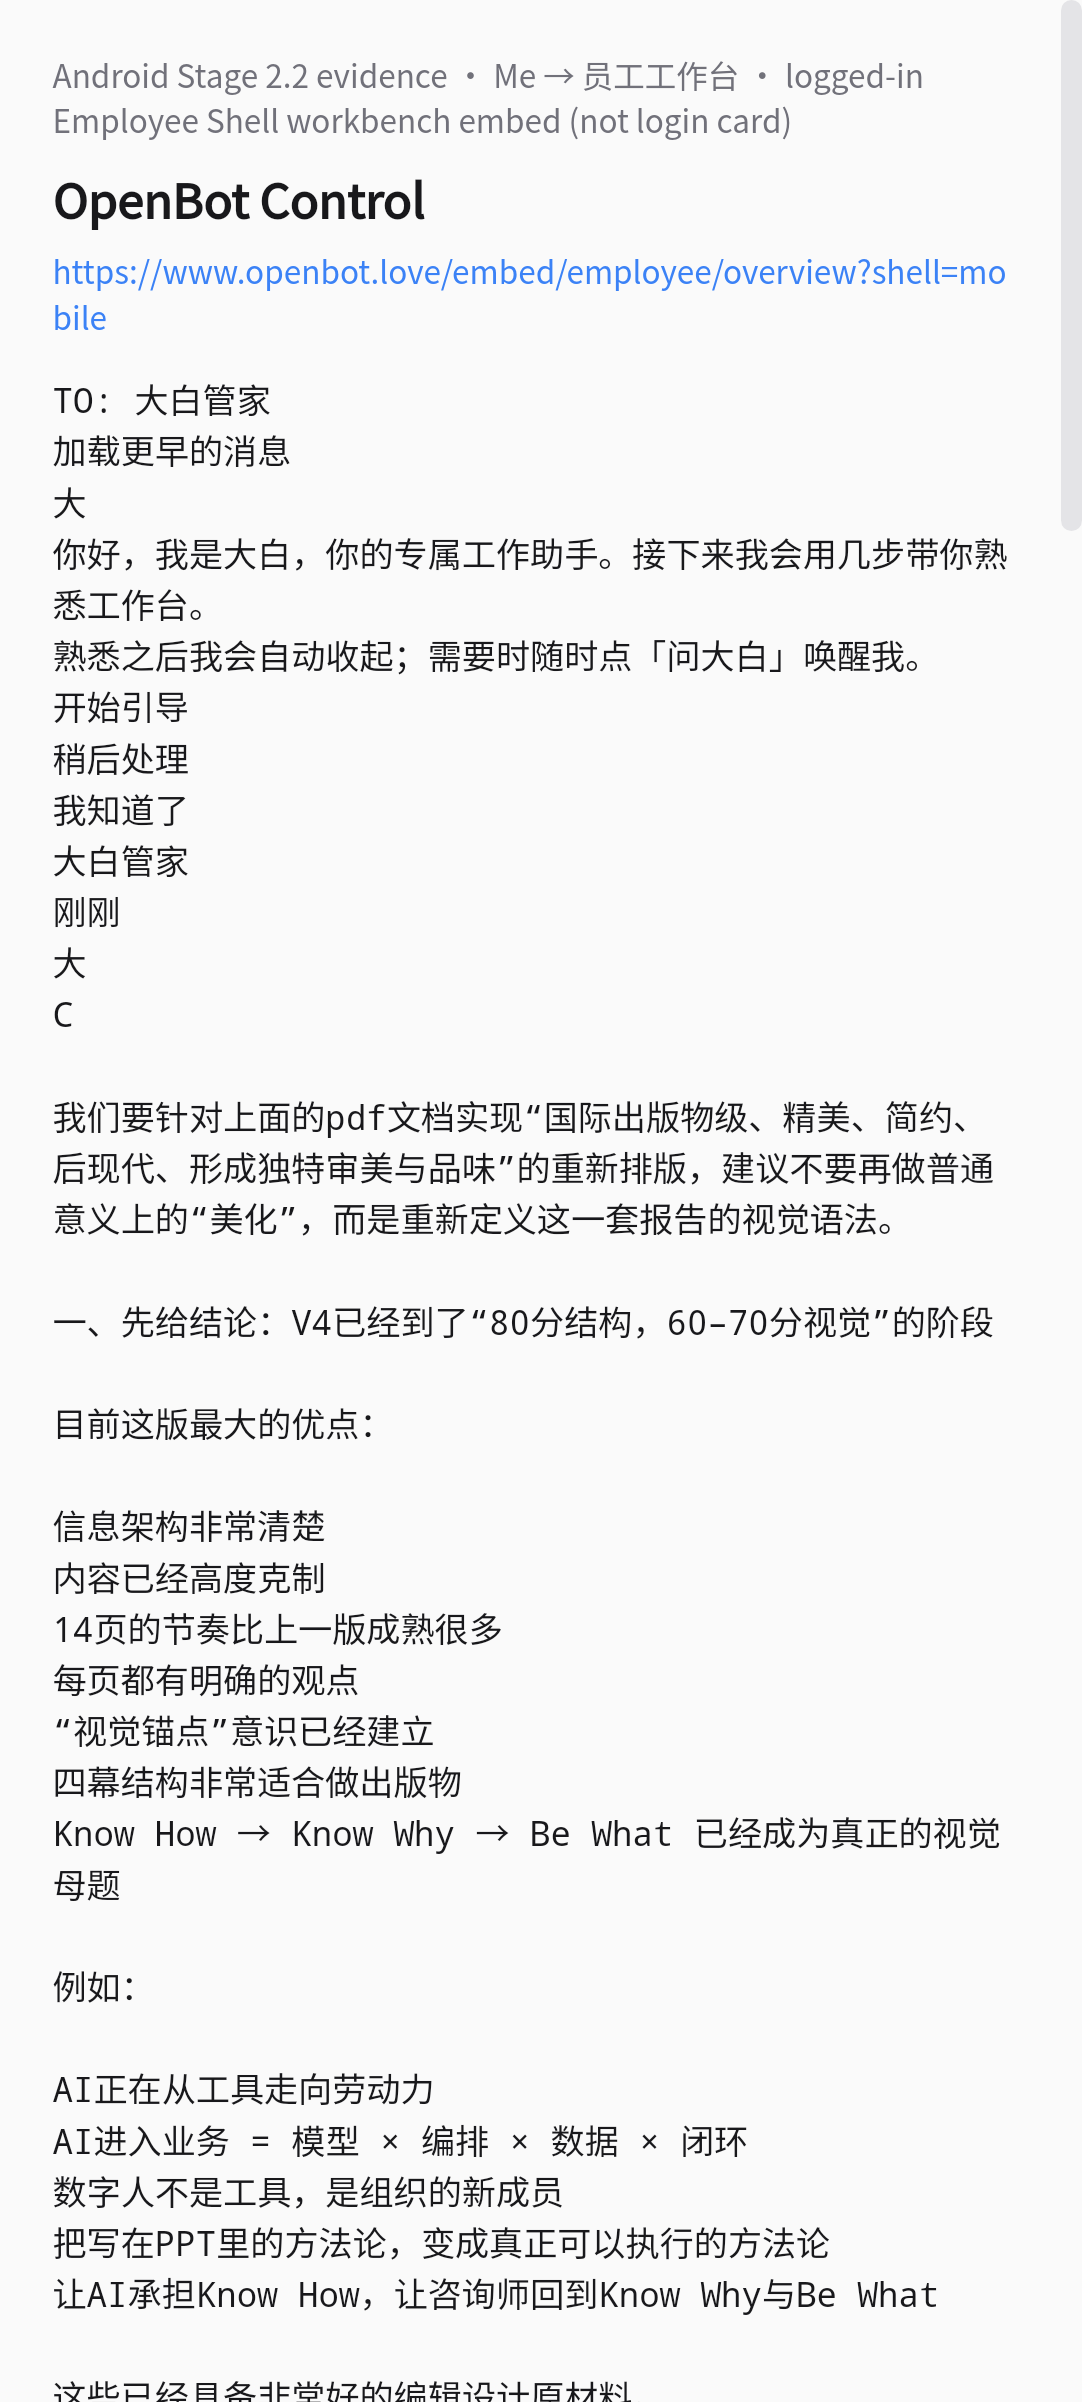 Android Stage 2.2 evidence · Me → 员工工作台 · logged-in
Employee Shell workbench embed (not login card)
OpenBot Control
https://www.openbot.love/embed/employee/overview?shell=mo
bile
TO: 大白管家
加载更早的消息
大
你好，我是大白，你的专属工作助手。接下来我会用几步带你熟
悉工作台。
熟悉之后我会自动收起；需要时随时点「问大白」唤醒我。
开始引导
稍后处理
我知道了
大白管家
刚刚
大
C
我们要针对上面的pdf文档实现“国际出版物级、精美、简约、
后现代、形成独特审美与品味”的重新排版，建议不要再做普通
意义上的“美化”，而是重新定义这一套报告的视觉语法。
一、先给结论：V4已经到了“80分结构，60–70分视觉”的阶段
目前这版最大的优点：
信息架构非常清楚
内容已经高度克制
14页的节奏比上一版成熟很多
每页都有明确的观点
“视觉锚点”意识已经建立
四幕结构非常适合做出版物
Know How → Know Why → Be What 已经成为真正的视觉
母题
例如：
AI正在从工具走向劳动力
AI进入业务 = 模型 × 编排 × 数据 × 闭环
数字人不是工具，是组织的新成员
把写在PPT里的方法论，变成真正可以执行的方法论
让AI承担Know How，让咨询师回到Know Why与Be What
这些已经具备非常好的编辑设计原材料